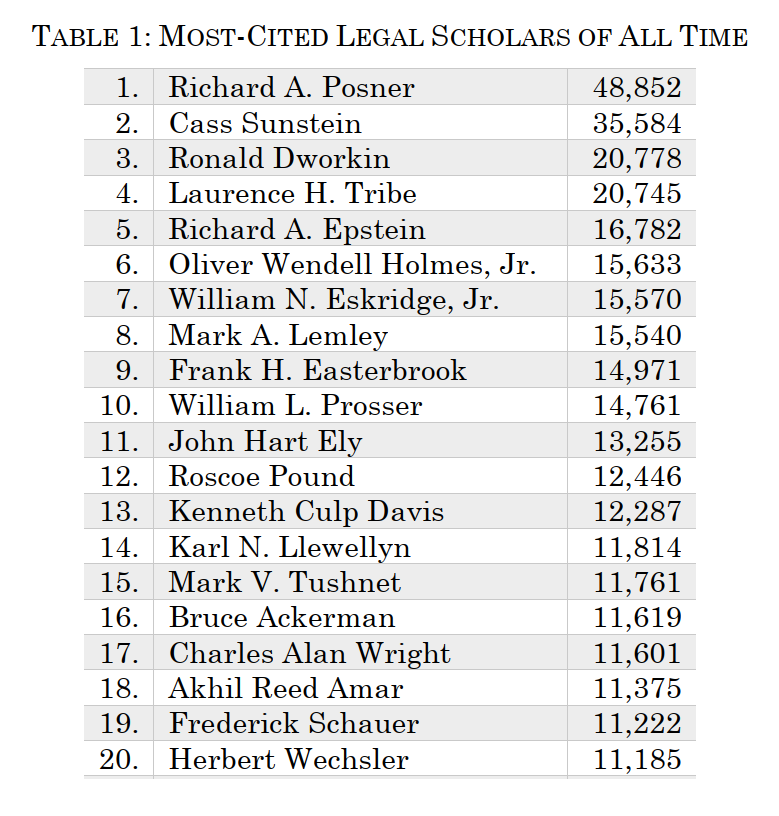 TABLE 1: MOST-CITED LEGAL SCHOLARS OF ALL TIME
1. Richard A. Posner 48,852
2. Cass Sunstein 35,584
3. Ronald Dworkin 20,778
4. Laurence H. Tribe 20,745
5. Richard A. Epstein 16,782
6. Oliver Wendell Holmes, Jr. 15,633
7. William N. Eskridge, Jr. 15,570
8. Mark A. Lemley 15,540
9. Frank H. Easterbrook 14,971
10. William L. Prosser 14,761
11. John Hart Ely 13,255
12. Roscoe Pound 12,446
13. Kenneth Culp Davis 12,287
14. Karl N. Llewellyn 11,814
15. Mark V. Tushnet 11,761
16. Bruce Ackerman 11,619
17. Charles Alan Wright 11,601
18. Akhil Reed Amar 11,375
19. Frederick Schauer 11,222
20. Herbert Wechsler 11,185